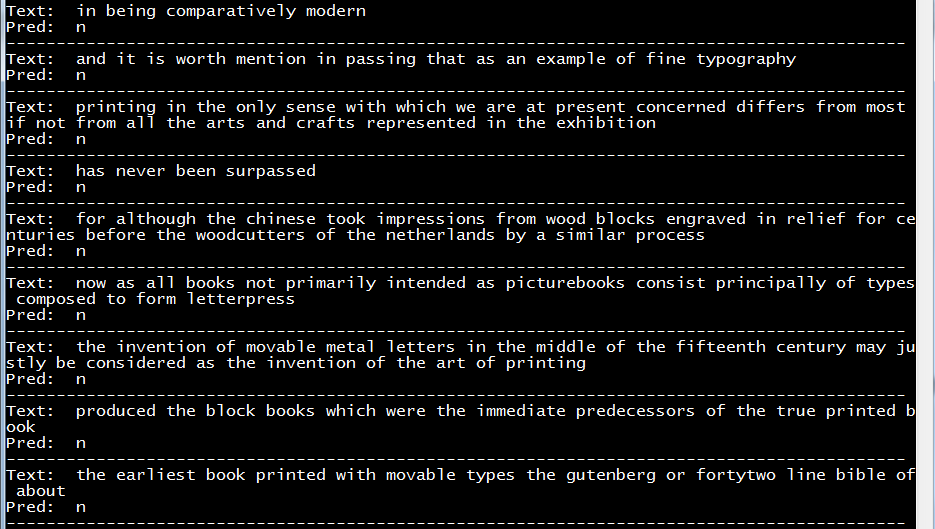 Text:  in being comparatively modern
Pred:  n
------------------------------------------------------------------------------------------
Text:  and it is worth mention in passing that as an example of fine typography
Pred:  n
------------------------------------------------------------------------------------------
Text:  printing in the only sense with which we are at present concerned differs from most
if not from all the arts and crafts represented in the exhibition
Pred:  n
------------------------------------------------------------------------------------------
Text:  has never been surpassed
Pred:  n
------------------------------------------------------------------------------------------
Text:  for although the chinese took impressions from wood blocks engraved in relief for ce
nturies before the woodcutters of the netherlands by a similar process
Pred:  n
------------------------------------------------------------------------------------------
Text:  now as all books not primarily intended as picturebooks consist principally of types
 composed to form letterpress
Pred:  n
------------------------------------------------------------------------------------------
Text:  the invention of movable metal letters in the middle of the fifteenth century may ju
stly be considered as the invention of the art of printing
Pred:  n
------------------------------------------------------------------------------------------
Text:  produced the block books which were the immediate predecessors of the true printed b
ook
Pred:  n
------------------------------------------------------------------------------------------
Text:  the earliest book printed with movable types the gutenberg or fortytwo line bible of
 about
Pred:  n
------------------------------------------------------------------------------------------